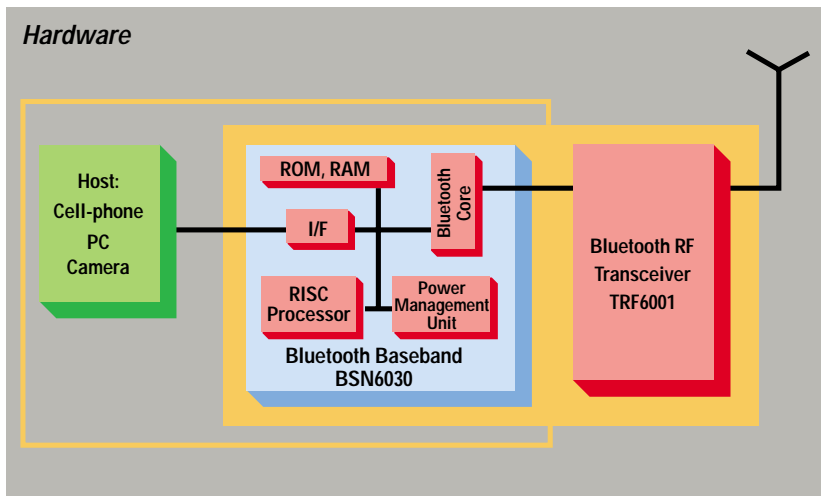 Hardware
Host:
Cell-phone
PC
Camera
ROM, RAM
I/F
Bluetooth
Core
RISC
Processor
Power
Management
Unit
Bluetooth Baseband
BSN6030
Bluetooth RF
Transceiver
TRF6001